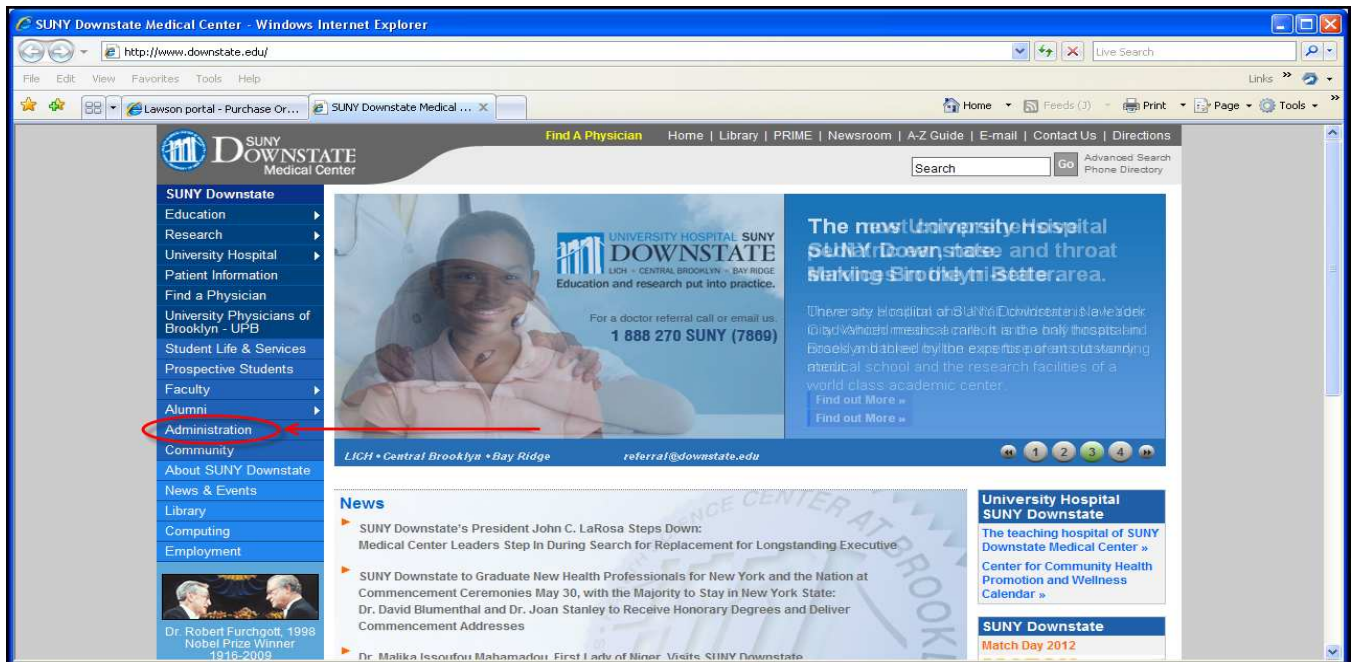 SUNY Downstate Medical Center - Windows Internet Explorer
http://www.downstate.edu/
Live Search
File Edit View Favorites Tools Help
Links »
Lawson portal - Purchase Or...
SUNY Downstate Medical ...
Home Feeds (J) Print Page Tools »
SUNY
DOWNSTATE
Medical Center
Find A Physician Home | Library | PRIME | Newsroom | A-Z Guide | E-mail | Contact Us | Directions
Search Go Advanced Search
Phone Directory
SUNY Downstate
Education
Research
University Hospital
Patient Information
Find a Physician
University Physicians of
Brooklyn - UPB
Student Life & Services
Prospective Students
Faculty
Alumni
Administration
Community
About SUNY Downstate
News & Events
Library
Computing
Employment
Dr. Robert Furchgott, 1998
Nobel Prize Winner
1916-2009
UNIVERSITY HOSPITAL SUNY
DOWNSTATE
LICH • CENTRAL BROOKLYN • BAY RIDGE
Education and research put into practice.
For a doctor referral call or email us.
1 888 270 SUNY (7869)
The
and throat
area.
medical school and the research facilities of a
world class academic center.
Find out More »
Find out More »
LICH • Central Brooklyn • Bay Ridge referral@downstate.edu
1 2 3 4
News
SUNY Downstate's President John C. LaRosa Steps Down:
Medical Center Leaders Step In During Search for Replacement for Longstanding Executive
SUNY Downstate to Graduate New Health Professionals for New York and the Nation at
Commencement Ceremonies May 30, with the Majority to Stay in New York State:
Dr. David Blumenthal and Dr. Joan Stanley to Receive Honorary Degrees and Deliver
Commencement Addresses
Dr. Malika Issoufou Mahamadou, First Lady of Niger, Visits SUNY Downstate
University Hospital
SUNY Downstate
The teaching hospital of SUNY
Downstate Medical Center »
Center for Community Health
Promotion and Wellness
Calendar »
SUNY Downstate
Match Day 2012